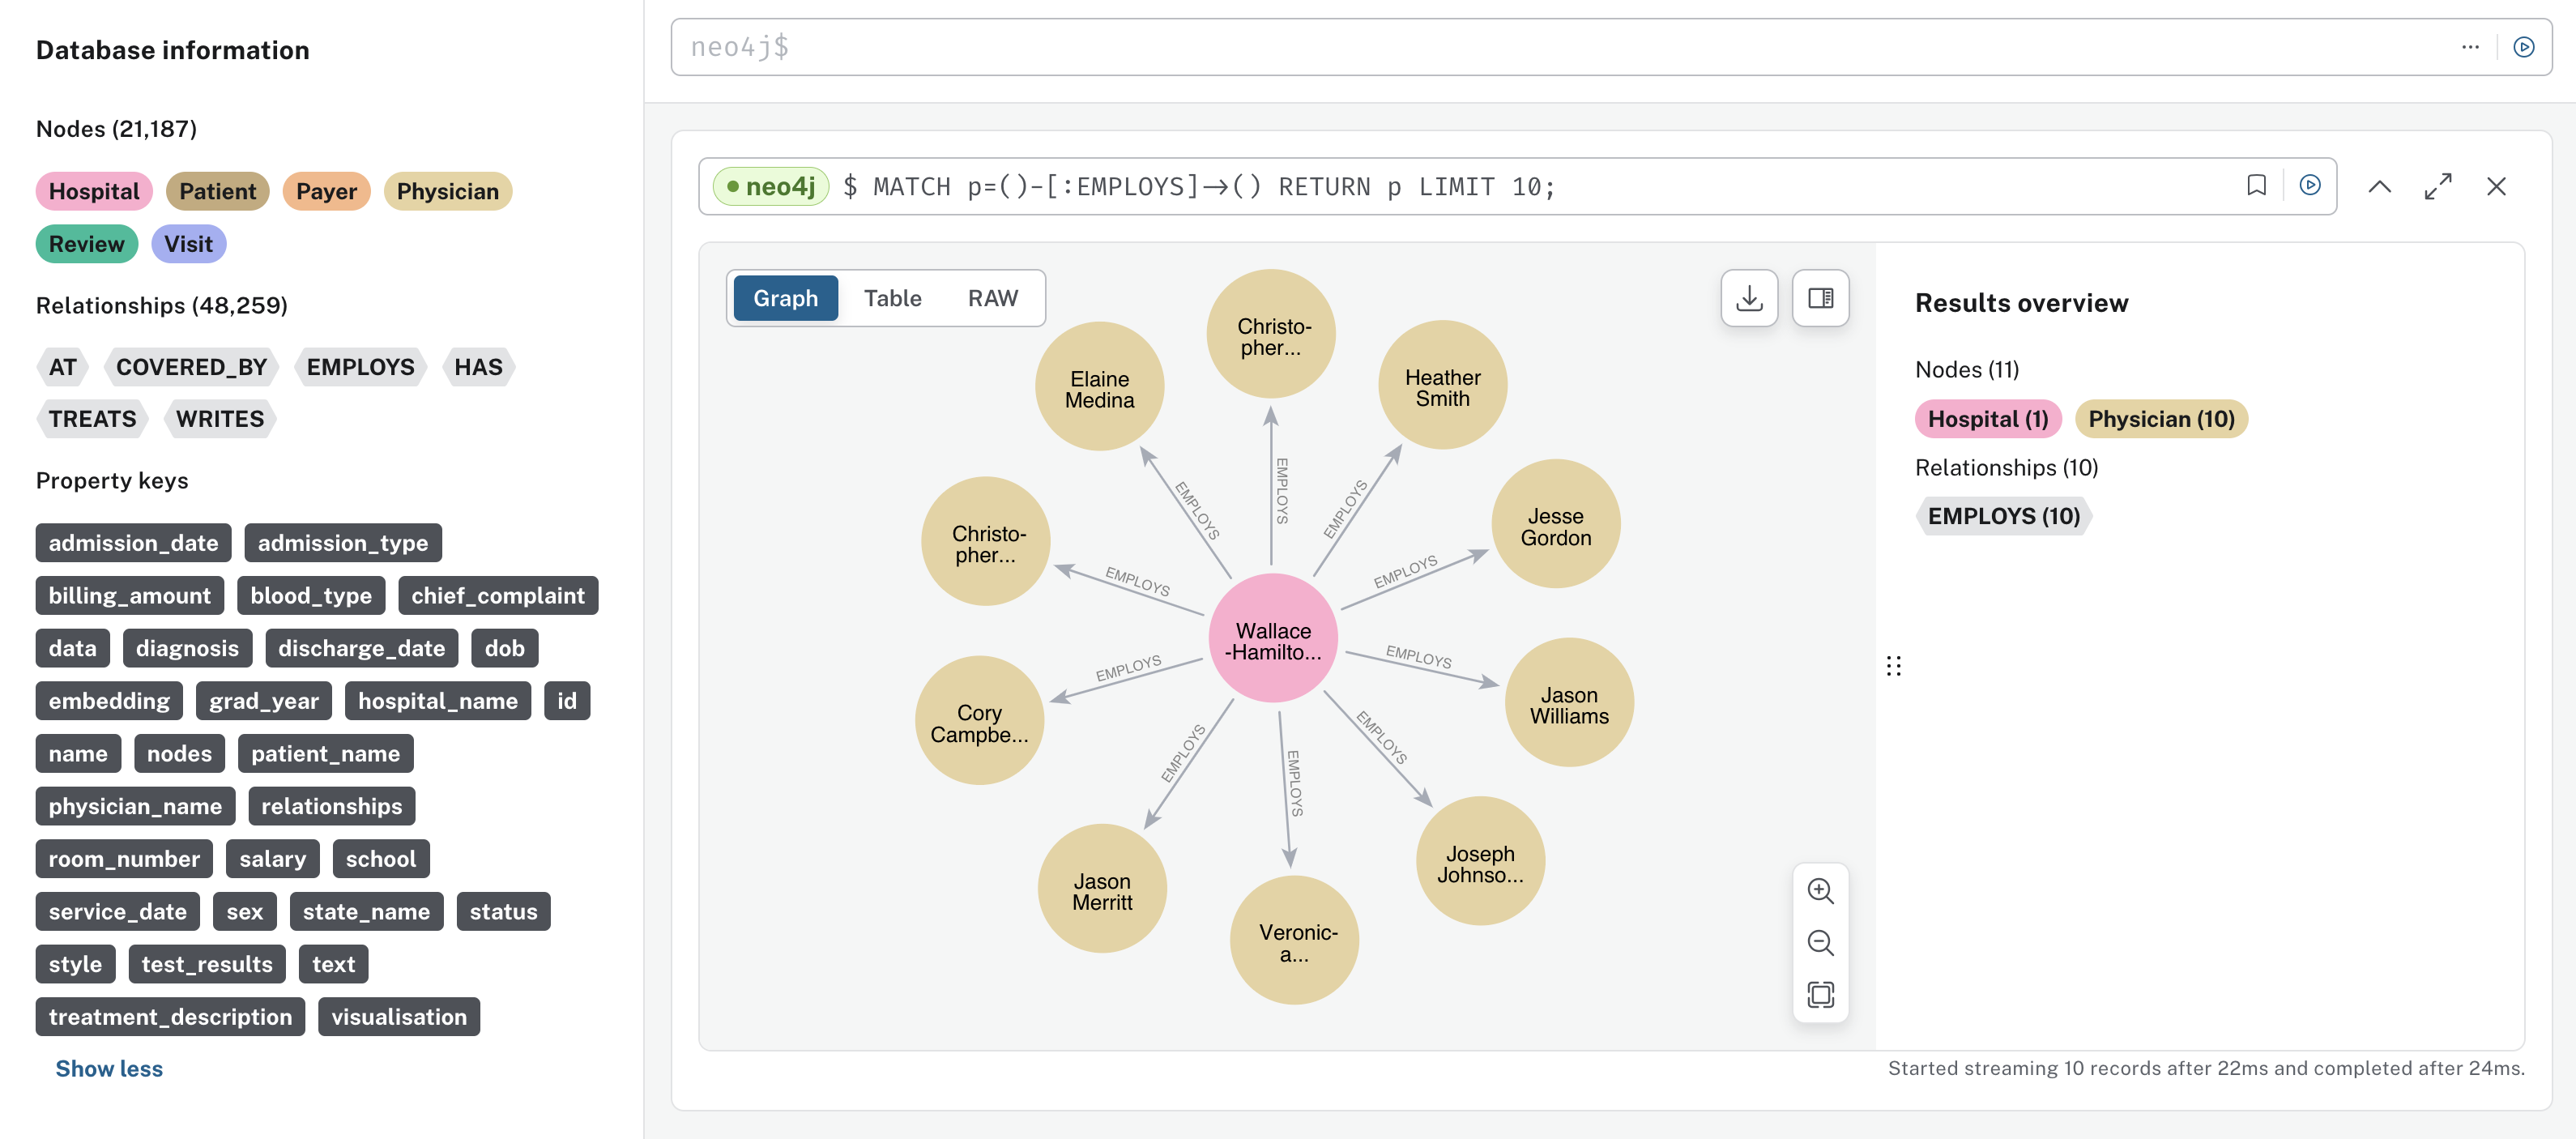 Database information
Nodes (21,187)
Hospital Patient Payer Physician
Review Visit
Relationships (48,259)
AT COVERED_BY EMPLOYS HAS
TREATS WRITES
Property keys
admission_date admission_type
billing_amount blood_type chief_complaint
data diagnosis discharge_date dob
embedding grad_year hospital_name id
name nodes patient_name
physician_name relationships
room_number salary school
service_date sex state_name status
style test_results text
treatment_description visualisation
Show less
neo4j$
neo4j $ MATCH p=()-[:EMPLOYS]->() RETURN p LIMIT 10;
Graph Table RAW
Christo-
pher...
Elaine
Medina
Heather
Smith
Jesse
Gordon
Christo-
pher...
Wallace
-Hamilto...
Jason
Williams
Cory
Campbe...
Joseph
Johnso...
Jason
Merritt
Veronic-
a...
EMPLOYS
EMPLOYS
EMPLOYS
EMPLOYS
EMPLOYS
EMPLOYS
EMPLOYS
EMPLOYS
EMPLOYS
EMPLOYS
Results overview
Nodes (11)
Hospital (1) Physician (10)
Relationships (10)
EMPLOYS (10)
Started streaming 10 records after 22ms and completed after 24ms.